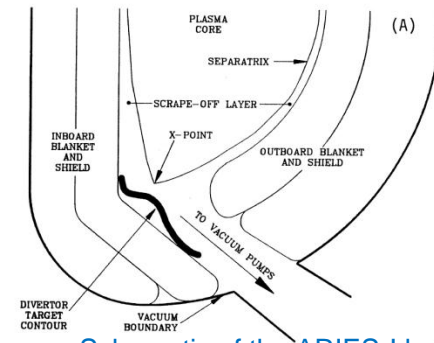 PLASMA
CORE
(A)
SEPARATRIX
SCRAPE-OFF LAYER
X-POINT
INBOARD
BLANKET
AND
SHIELD
OUTBOARD BLANKET
AND SHIELD
TO VACUUM PUMPS
DIVERTOR
TARGET
CONTOUR
VACUUM
BOUNDARY